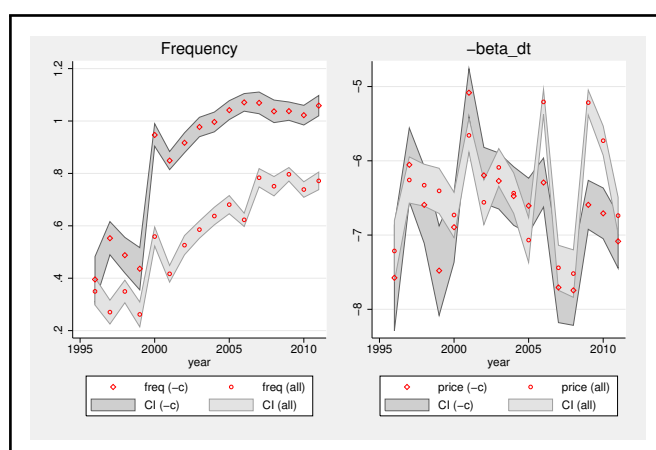 Frequency
1.2
1
.8
.6
.4
.2
1995
2000
2005
2010
year
freq (−c)
freq (all)
CI (−c)
CI (all)
−beta_dt
−5
−6
−7
−8
1995
2000
2005
2010
year
price (−c)
price (all)
CI (−c)
CI (all)